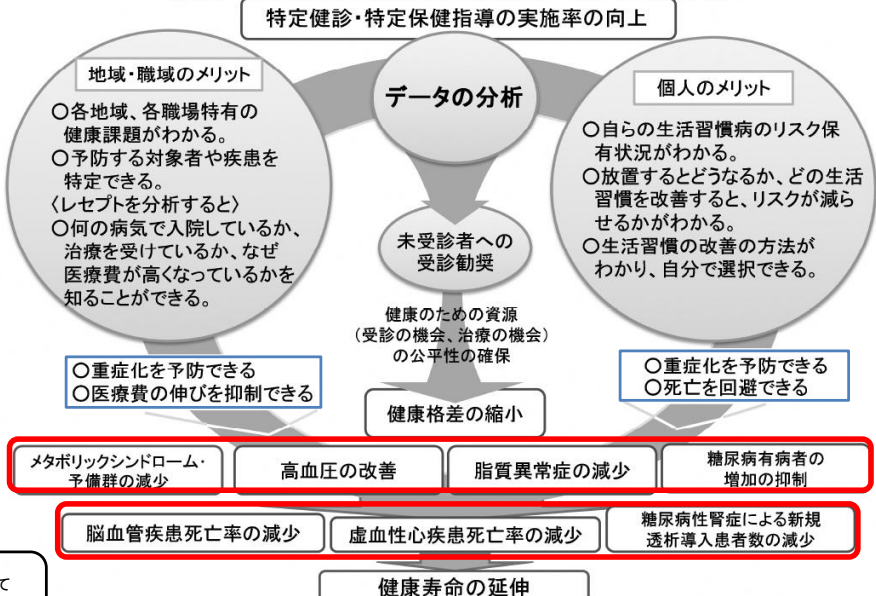 特定健診・特定保健指導の実施率の向上
地域・職域のメリット
○各地域、各職場特有の
健康課題がわかる。
○予防する対象者や疾患を
特定できる。
〈レセプトを分析すると〉
○何の病気で入院しているか、
治療を受けているか、なぜ
医療費が高くなっているかを
知ることができる。
データの分析
個人のメリット
○自らの生活習慣病のリスク保
有状況がわかる。
○放置するとどうなるか、どの生活
習慣を改善すると、リスクが減ら
せるかがわかる。
○生活習慣の改善の方法が
わかり、自分で選択できる。
未受診者への
受診勧奨
健康のための資源
(受診の機会、治療の機会)
の公平性の確保
○重症化を予防できる
○医療費の伸びを抑制できる
○重症化を予防できる
○死亡を回避できる
健康格差の縮小
メタボリックシンドローム・
予備群の減少
高血圧の改善
脂質異常症の減少
糖尿病有病者の
増加の抑制
脳血管疾患死亡率の減少
虚血性心疾患死亡率の減少
糖尿病性腎症による新規
透析導入患者数の減少
て
健康寿命の延伸